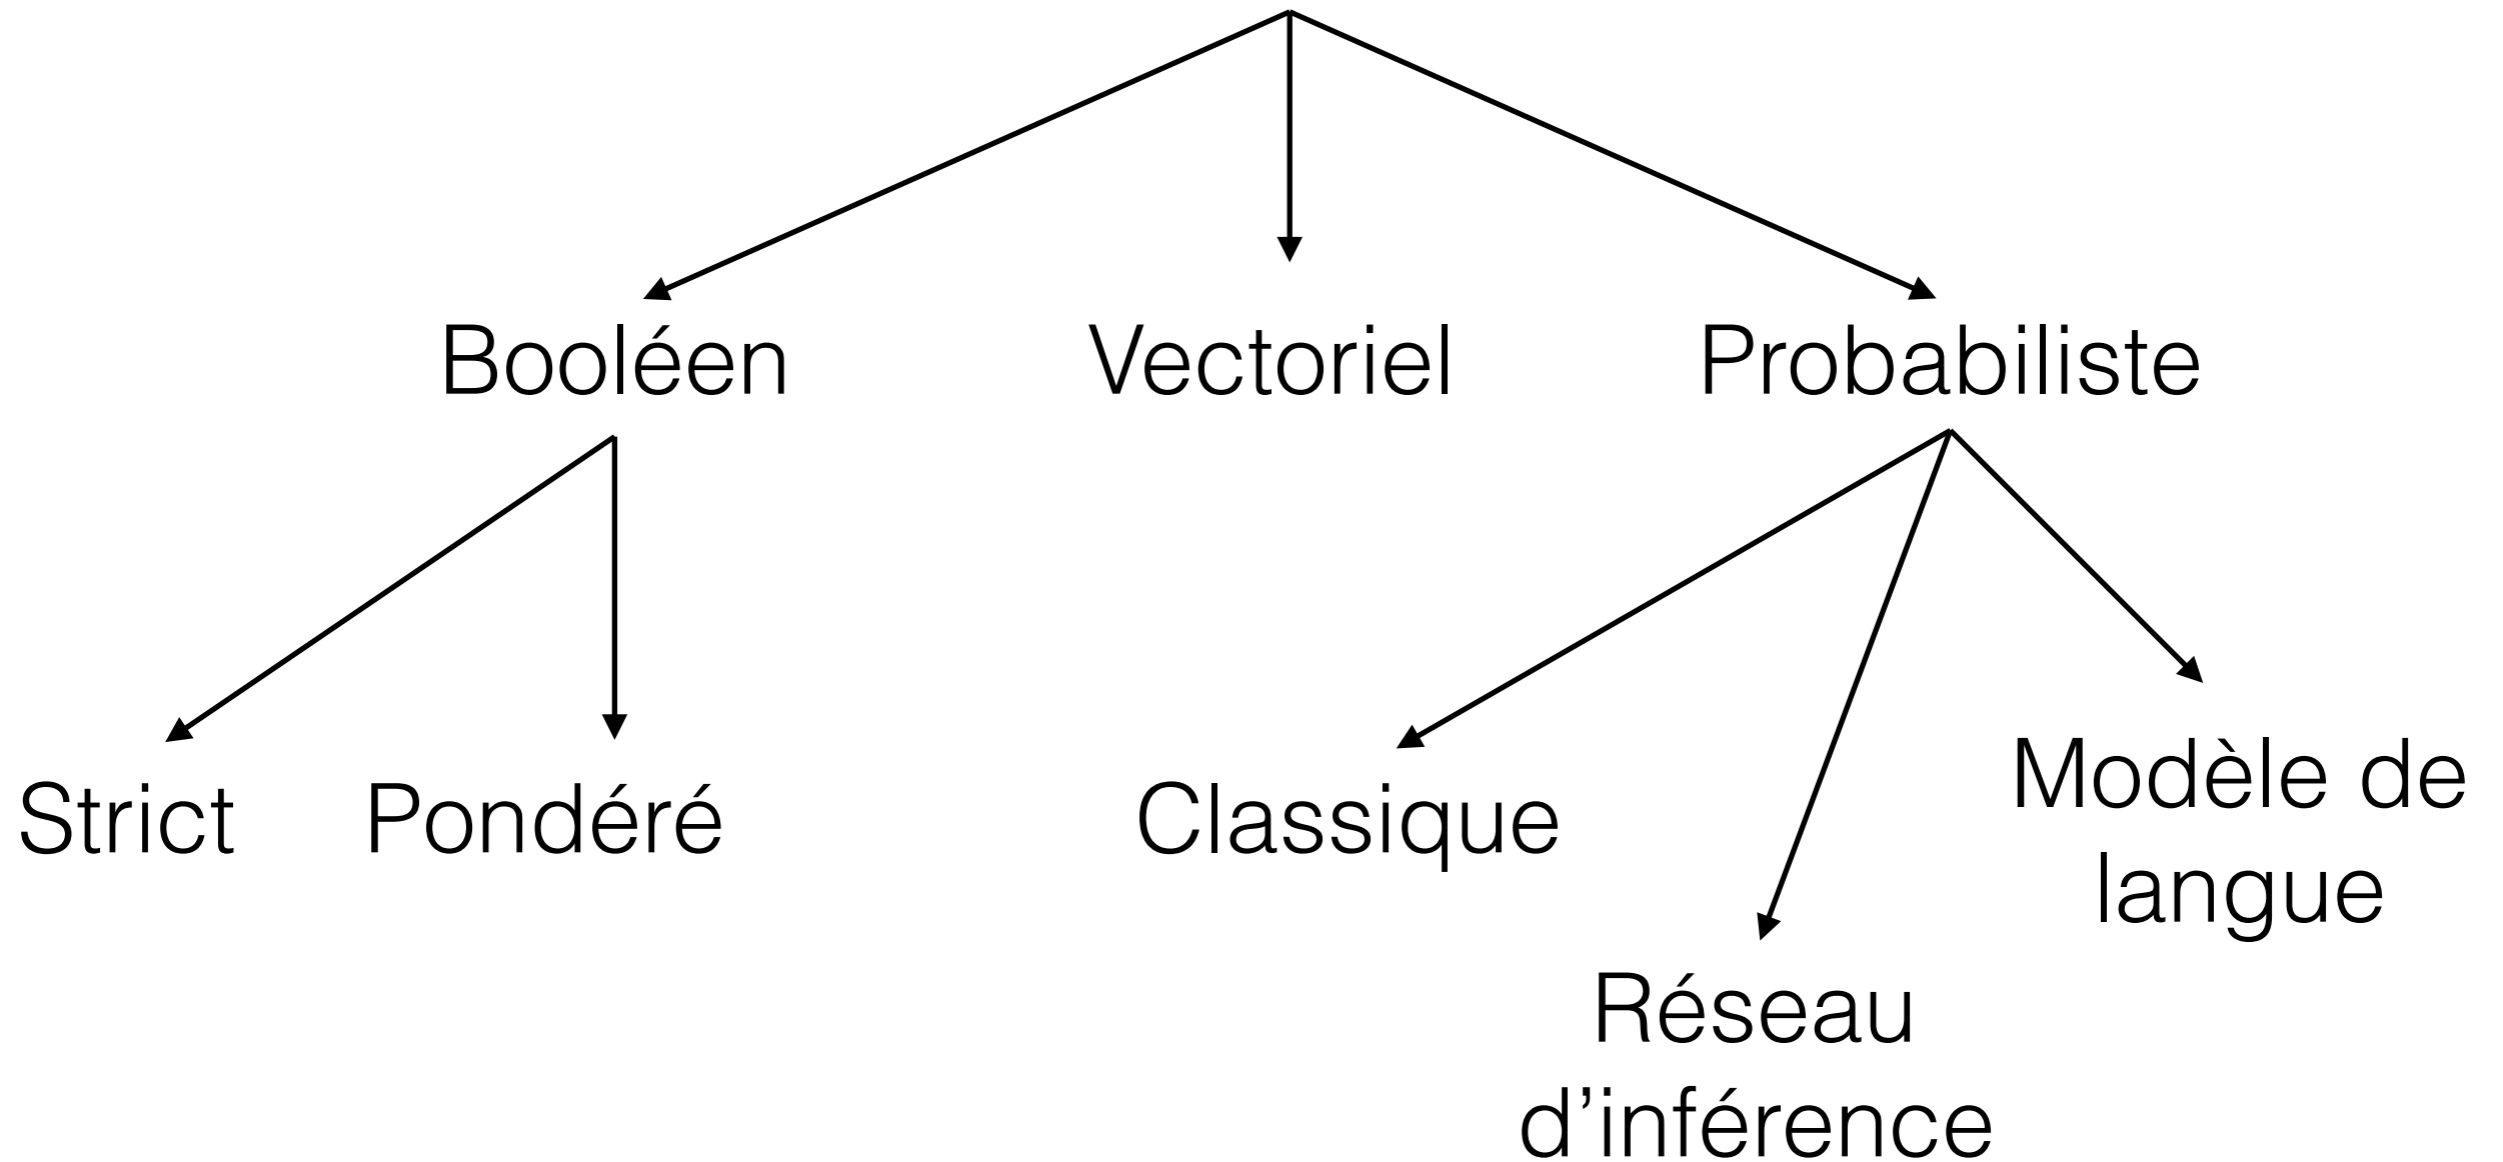 Booléen
Vectoriel
Probabiliste
Strict
Pondéré
Classique
Modèle de
langue
Réseau
d’inférence